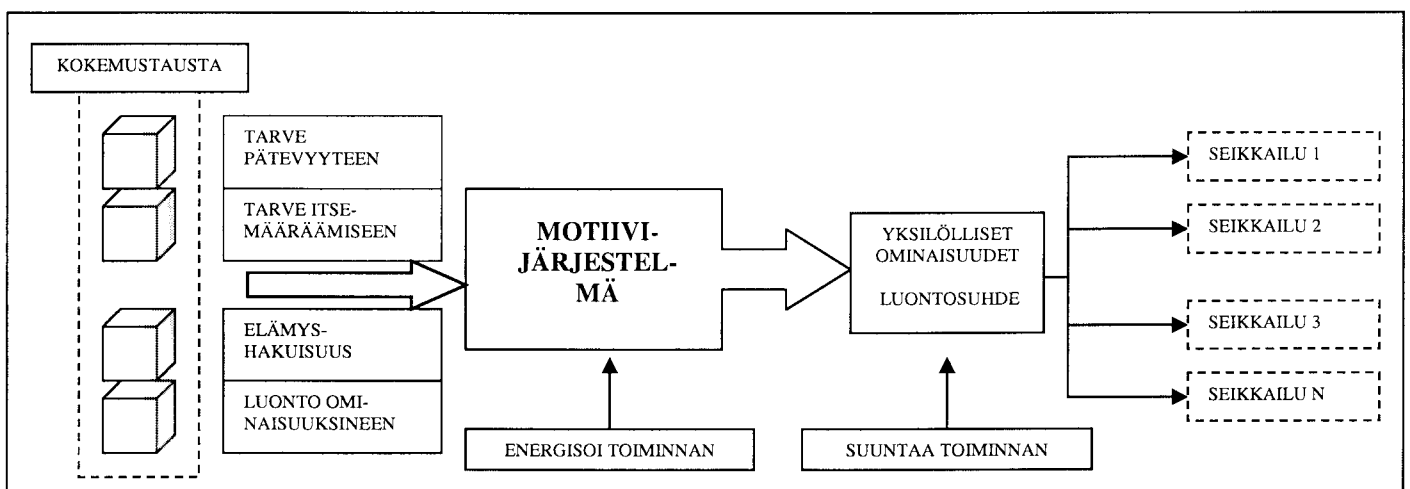 KOKEMUSTAUSTA
TARVE
PÄTEVYYTEEN
TARVE ITSE-
MÄÄRÄÄMISEEN
ELÄMYS-
HAKUISUUS
LUONTO OMI-
NAISUUKSINEEN
MOTIIVI-
JÄRJESTEL-
MÄ
ENERGISOI TOIMINNAN
YKSILÖLLISET
OMINAISUUDET
LUONTOSUHDE
SUUNTAA TOIMINNAN
SEIKKAILU 1
SEIKKAILU 2
SEIKKAILU 3
SEIKKAILU N